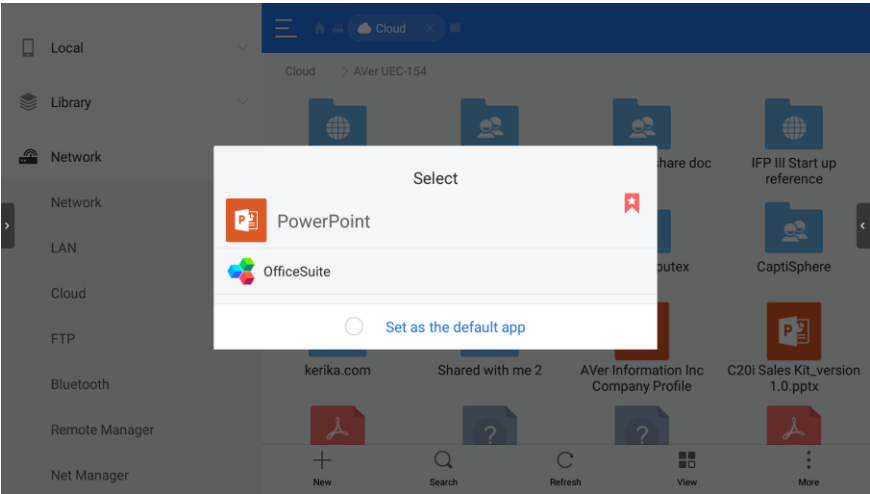 Local
Library
Network
Network
LAN
Cloud
FTP
Bluetooth
Remote Manager
Net Manager
Cloud
Cloud > AVer UEC-154
share doc
IFP III Start up
reference
Select
PowerPoint
OfficeSuite
Set as the default app
putex
CaptiSphere
kerika.com
Shared with me 2
AVer Information Inc
Company Profile
C20i Sales Kit_version
1.0.pptx
New
Search
Refresh
View
More